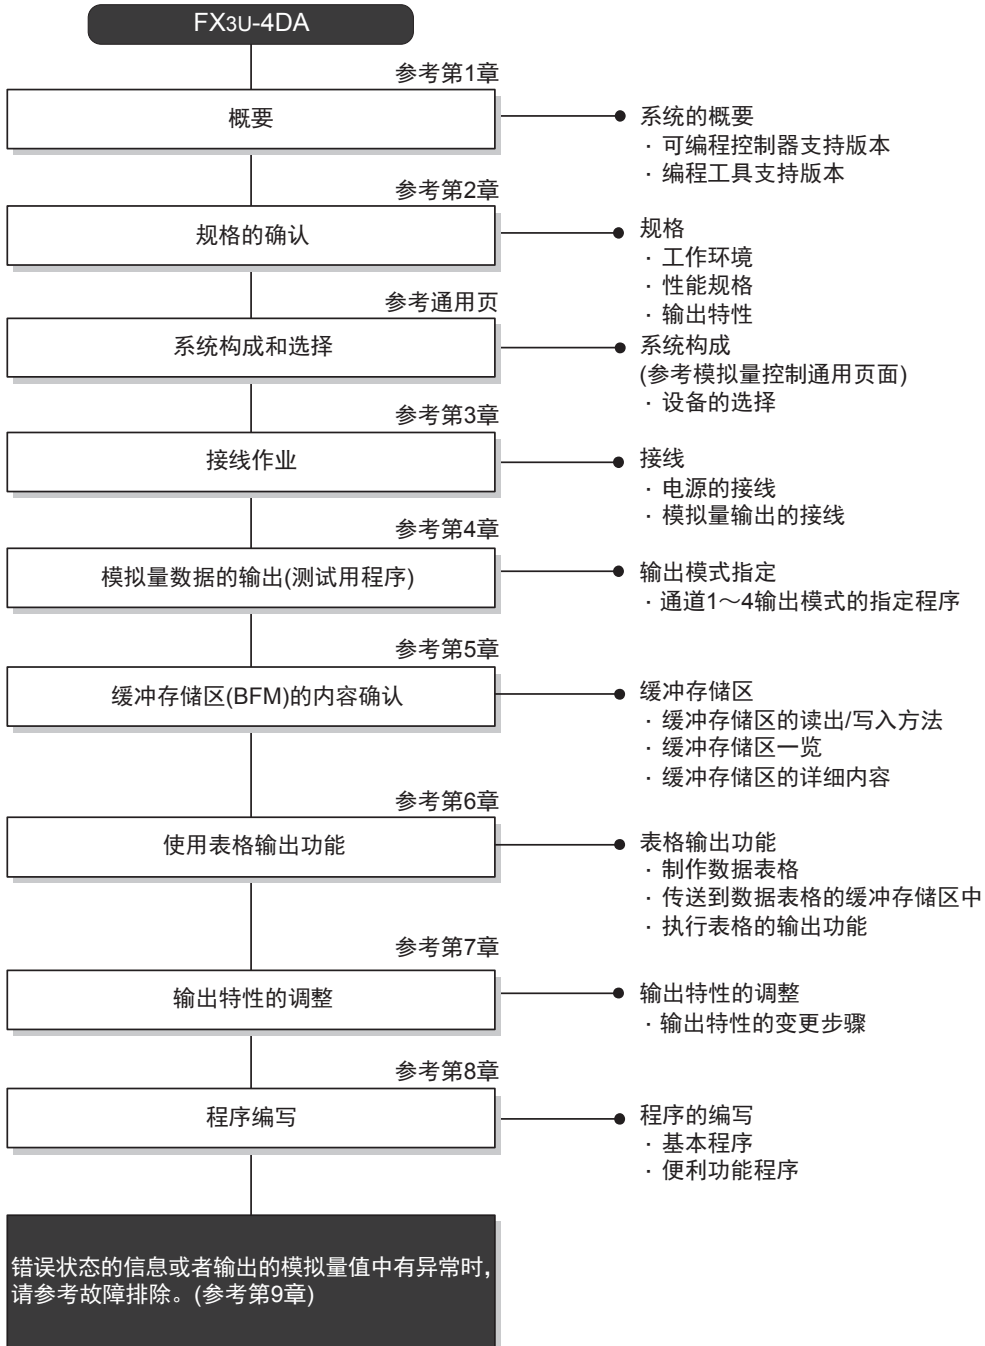 FX3U-4DA
参考第1章
概要
系统的概要
· 可编程控制器支持版本
· 编程工具支持版本
参考第2章
规格的确认
规格
· 工作环境
· 性能规格
· 输出特性
参考通用页
系统构成和选择
系统构成
(参考模拟量控制通用页面)
· 设备的选择
参考第3章
接线作业
接线
· 电源的接线
· 模拟量输出的接线
参考第4章
模拟量数据的输出(测试用程序)
输出模式指定
· 通道1～4输出模式的指定程序
参考第5章
缓冲存储区(BFM)的内容确认
缓冲存储区
· 缓冲存储区的读出/写入方法
· 缓冲存储区一览
· 缓冲存储区的详细内容
参考第6章
使用表格输出功能
表格输出功能
· 制作数据表格
· 传送到数据表格的缓冲存储区中
· 执行表格的输出功能
参考第7章
输出特性的调整
输出特性的调整
· 输出特性的变更步骤
参考第8章
程序编写
程序的编写
· 基本程序
· 便利功能程序
错误状态的信息或者输出的模拟量值中有异常时,
请参考故障排除。(参考第9章)